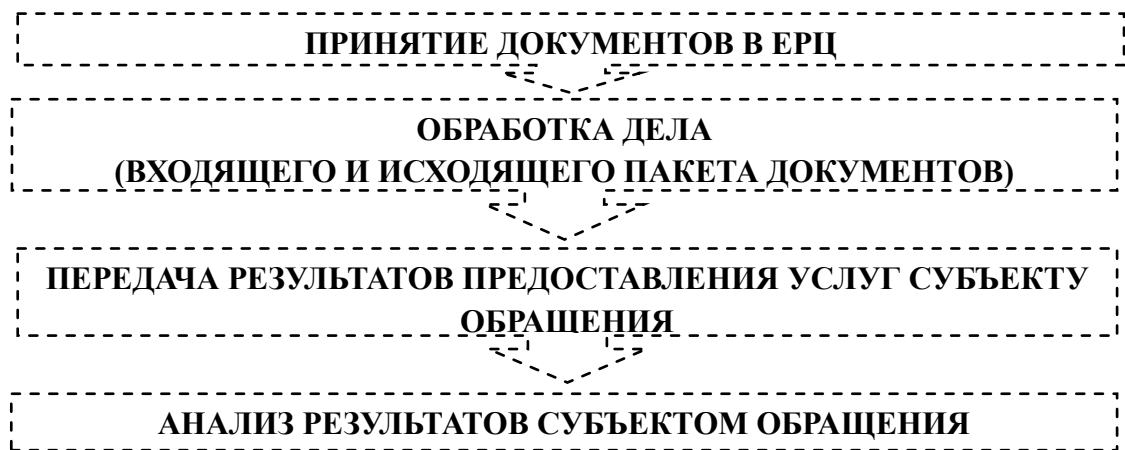 ПРИНЯТИЕ ДОКУМЕНТОВ В ЕРЦ
ОБРАБОТКА ДЕЛА
(ВХОДЯЩЕГО И ИСХОДЯЩЕГО ПАКЕТА ДОКУМЕНТОВ)
ПЕРЕДАЧА РЕЗУЛЬТАТОВ ПРЕДОСТАВЛЕНИЯ УСЛУГ СУБЪЕКТУ
ОБРАЩЕНИЯ
АНАЛИЗ РЕЗУЛЬТАТОВ СУБЪЕКТОМ ОБРАЩЕНИЯ